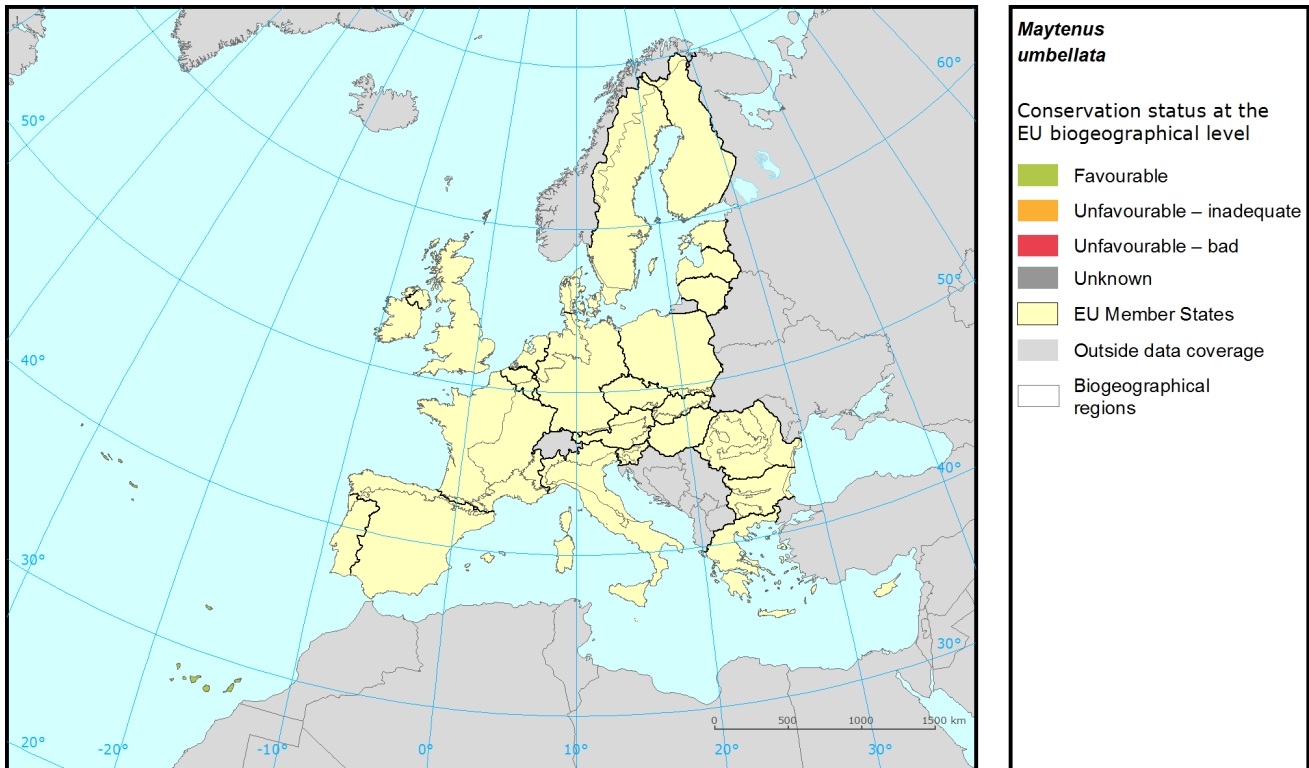 Maytenus
umbellata
Conservation status at the
EU biogeographical level
Favourable
Unfavourable – inadequate
Unfavourable – bad
Unknown
EU Member States
Outside data coverage
Biogeographical
regions
60°
50°
50°
40°
40°
30°
30°
0 500 1000 1500 km
20° -20° -10° 0° 10° 20° 30°